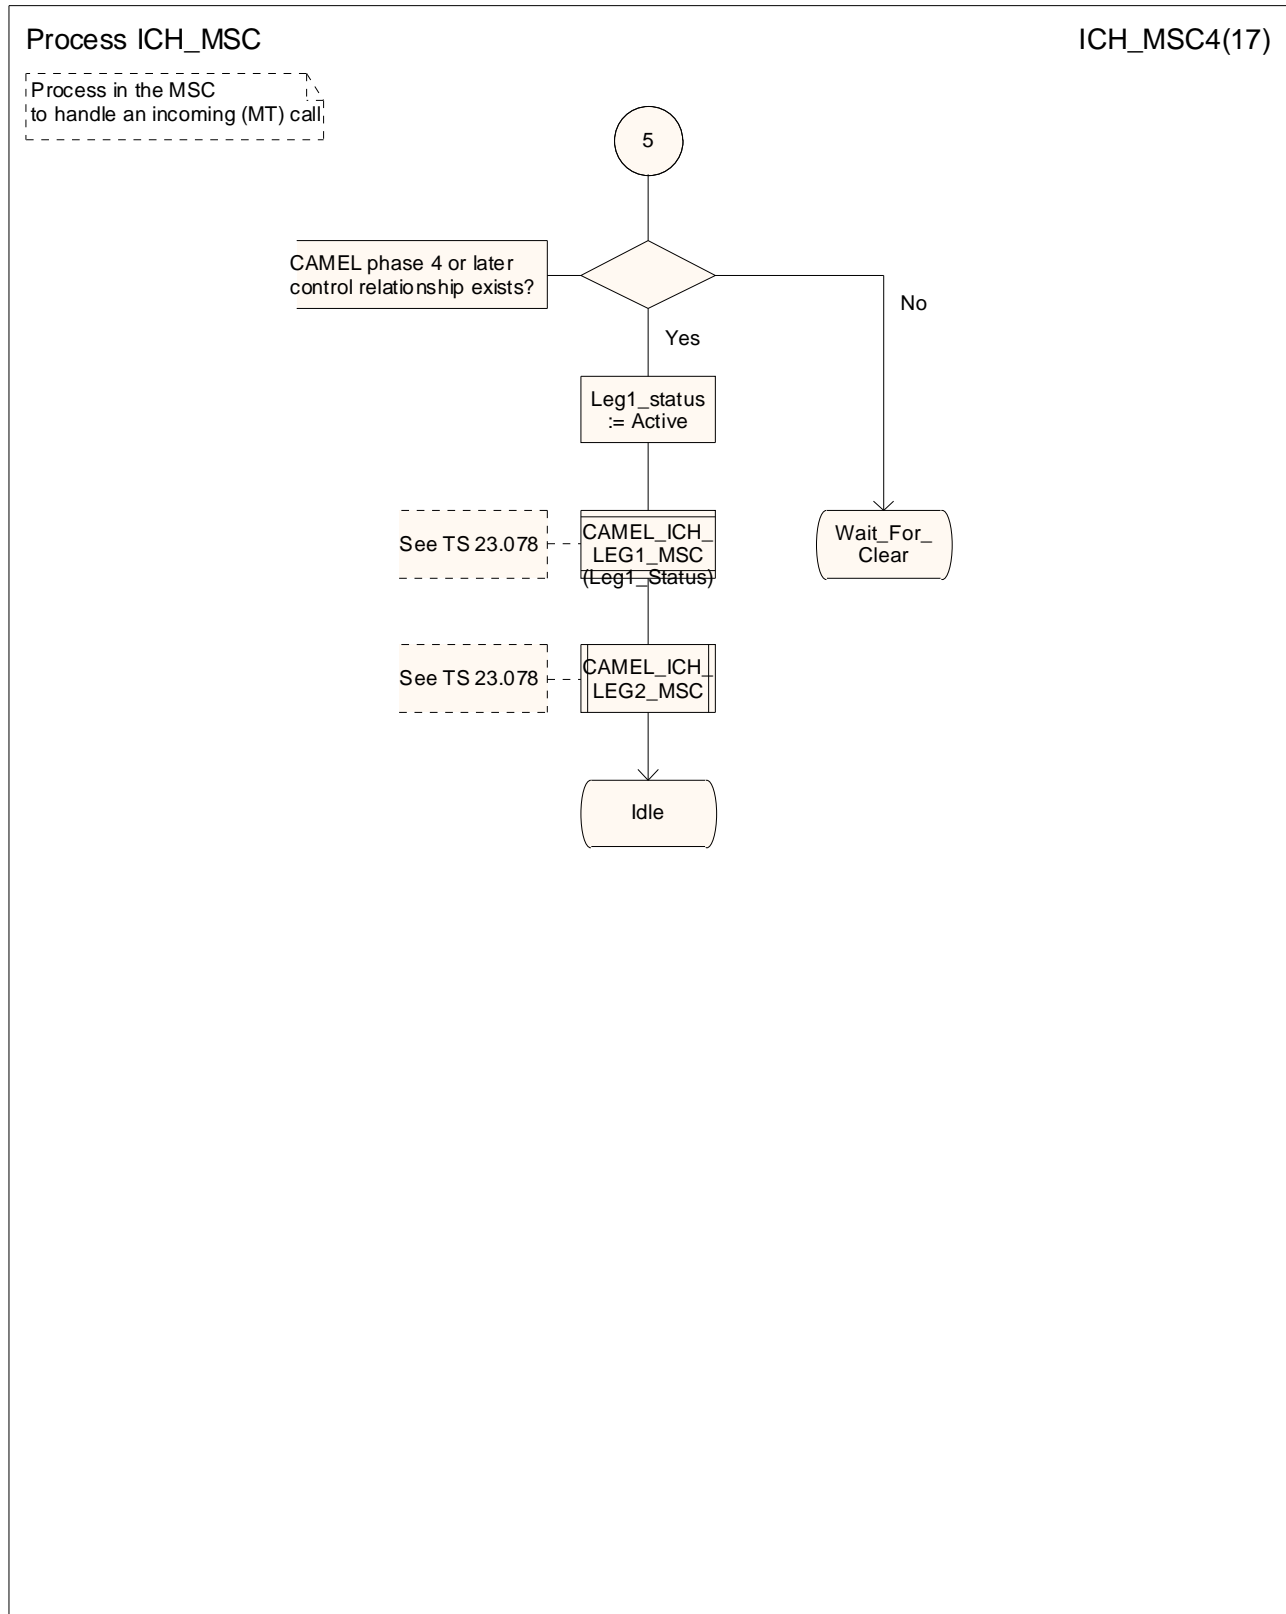 Process ICH_MSC
ICH_MSC4(17)
Process in the MSC
to handle an incoming (MT) call
5
CAMEL phase 4 or later
control relationship exists?
No
Yes
Leg1_status
:= Active
See TS 23.078
CAMEL_ICH_
LEG1_MSC
(Leg1_Status)
Wait_For_
Clear
See TS 23.078
CAMEL_ICH_
LEG2_MSC
Idle